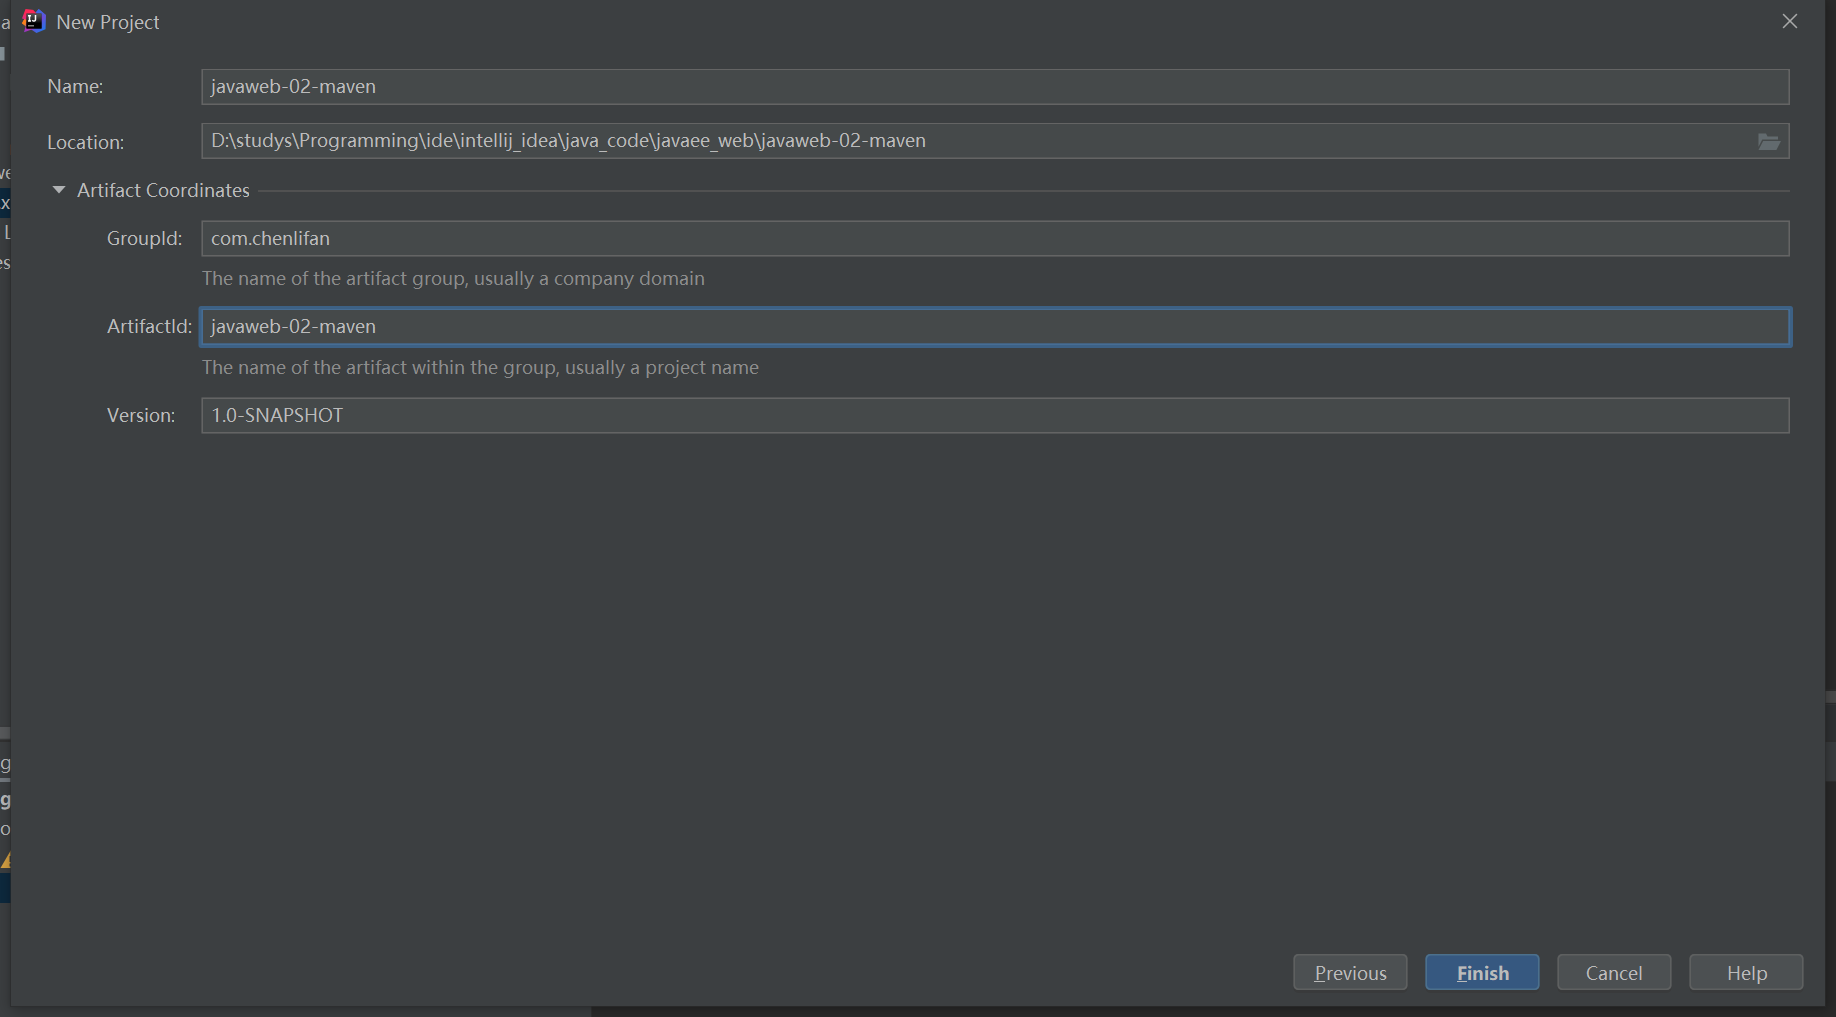 New Project
Name: javaweb-02-maven
Location: D:\studys\Programming\ide\intellij_idea\java_code\javaee_web\javaweb-02-maven
Artifact Coordinates
GroupId: com.chenlifan
The name of the artifact group, usually a company domain
ArtifactId: javaweb-02-maven
The name of the artifact within the group, usually a project name
Version: 1.0-SNAPSHOT
Previous Finish Cancel Help